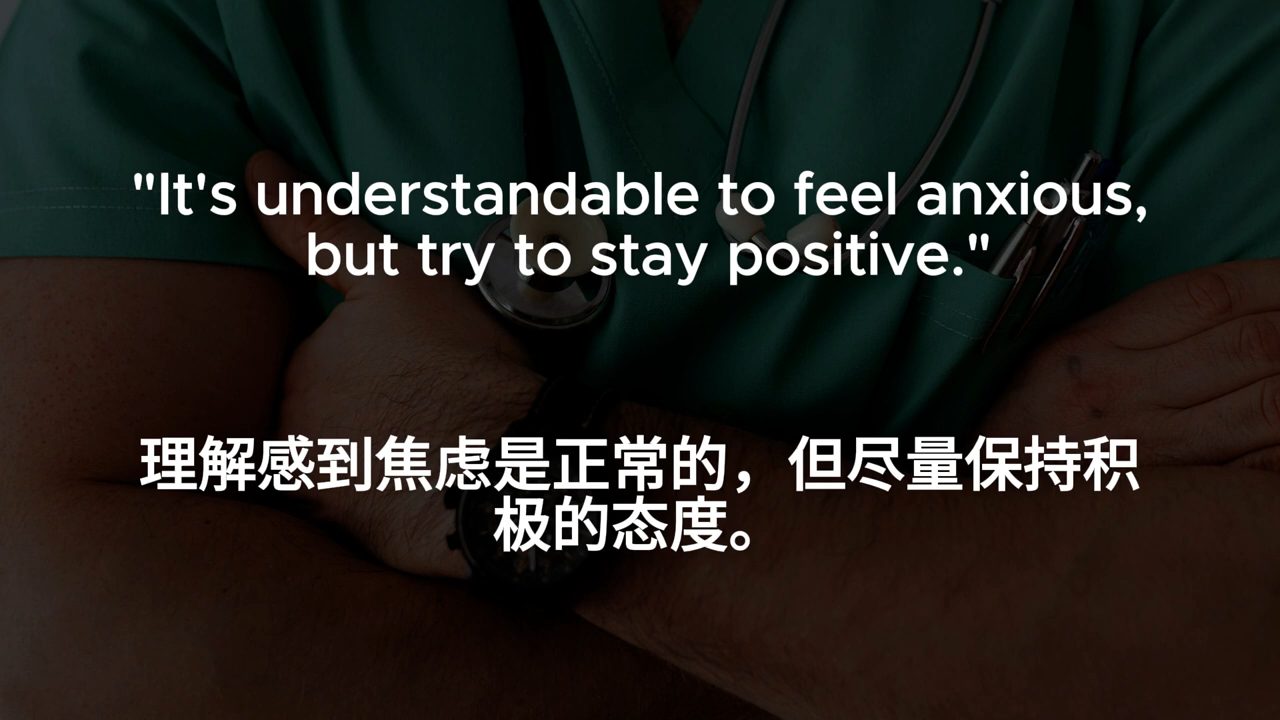 "It's understandable to feel anxious,
but try to stay positive."
理解感到焦虑是正常的，但尽量保持积
极的态度。